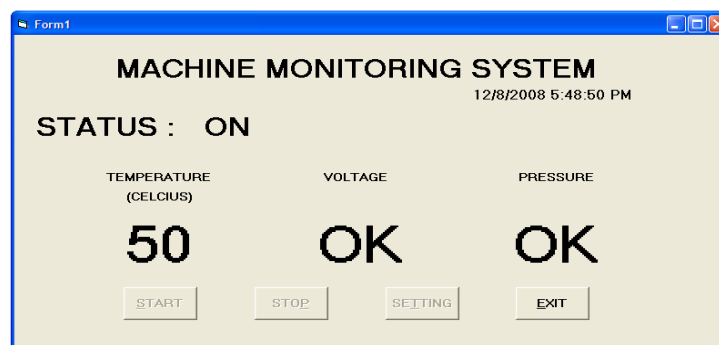 Form1
MACHINE MONITORING SYSTEM
12/8/2008 5:48:50 PM
STATUS : ON
TEMPERATURE VOLTAGE PRESSURE
(CELCIUS)
50 OK OK
START STOP SETTING EXIT